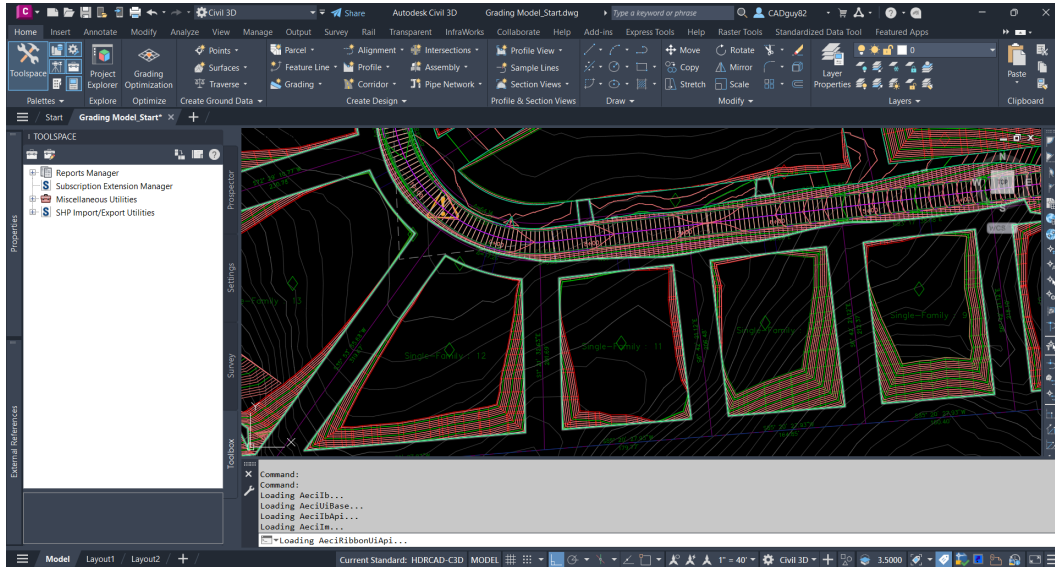 C Civil 3D Share Autodesk Civil 3D Grading Model_Start.dwg Type a keyword or phrase CADguy82
Home Insert Annotate Modify Analyze View Manage Output Survey Rail Transparent InfraWorks Collaborate Help Add-ins Express Tools Help Raster Tools Standardized Data Tool Featured Apps
Points Parcel Alignment Intersections Profile View Move Rotate 0
Toolspace Project Explorer Grading Optimization Surfaces Feature Line Profile Assembly Sample Lines Copy Mirror Layer Properties Paste
Traverse Grading Corridor Pipe Network Section Views Stretch Scale
Palettes Explore Optimize Create Ground Data Create Design Profile & Section Views Draw Modify Layers Clipboard
Start Grading Model_Start* X +
TOOLSPACE
Reports Manager
Subscription Extension Manager
Miscellaneous Utilities
SHP Import/Export Utilities
Properties
External References
Prospector
Settings
Survey
Toolbox
N
W TOP E
S
WCS
Single-Family 12
Single-Family 11
Single-Family
Single-Family
Y
X
Command:
Command:
Loading AeciIb...
Loading AeciUiBase...
Loading AeciIbApi...
Loading AeciIm...
Loading AeciRibbonUiApi...
Model Layout1 Layout2 + Current Standard: HDRCAD-C3D MODEL 1" = 40' Civil 3D 3.5000